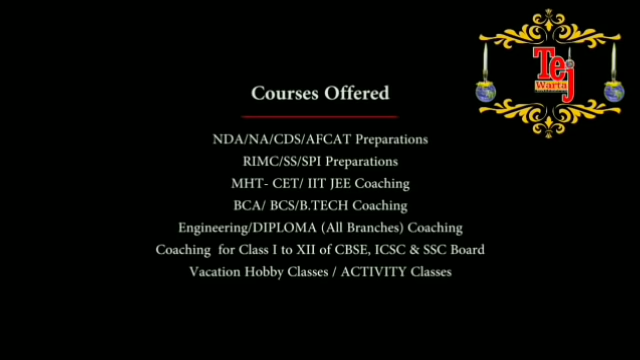 Tej
Warta
Courses Offered
NDA/NA/CDS/AFCAT Preparations
RIMC/SS/SPI Preparations
MHT- CET/ IIT JEE Coaching
BCA/ BCS/B.TECH Coaching
Engineering/DIPLOMA (All Branches) Coaching
Coaching for Class I to XII of CBSE, ICSC & SSC Board
Vacation Hobby Classes / ACTIVITY Classes